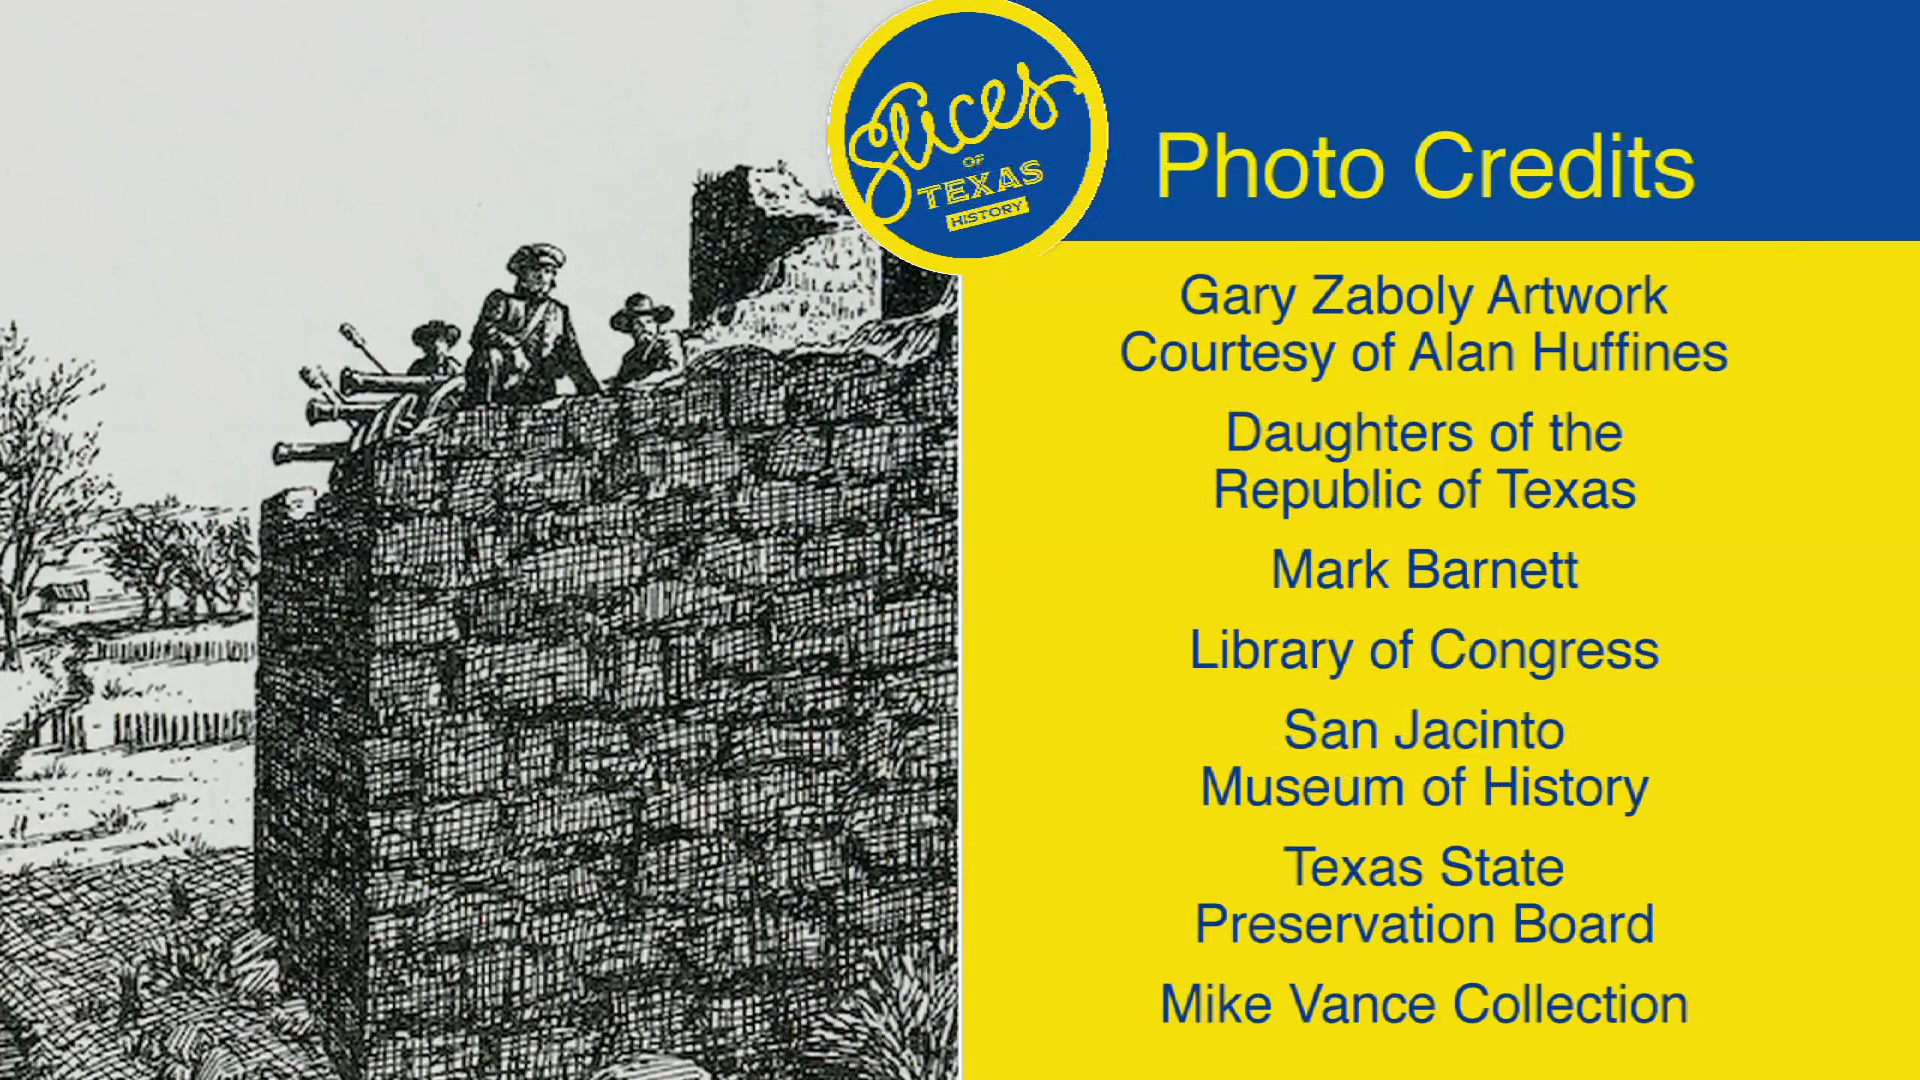 Slices
OF
TEXAS
HISTORY
Photo Credits
Gary Zaboly Artwork
Courtesy of Alan Huffines
Daughters of the
Republic of Texas
Mark Barnett
Library of Congress
San Jacinto
Museum of History
Texas State
Preservation Board
Mike Vance Collection